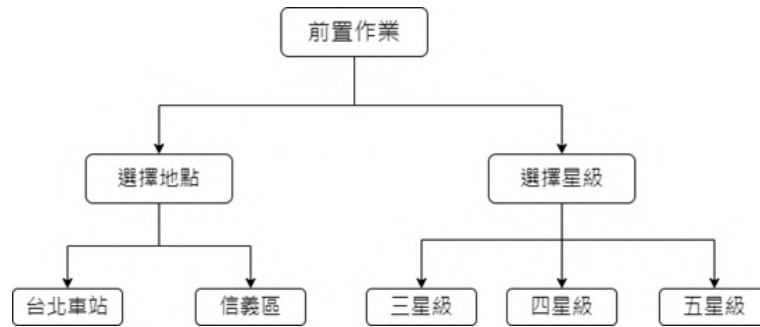 前置作業
選擇地點
選擇星級
台北車站
信義區
三星級
四星級
五星級